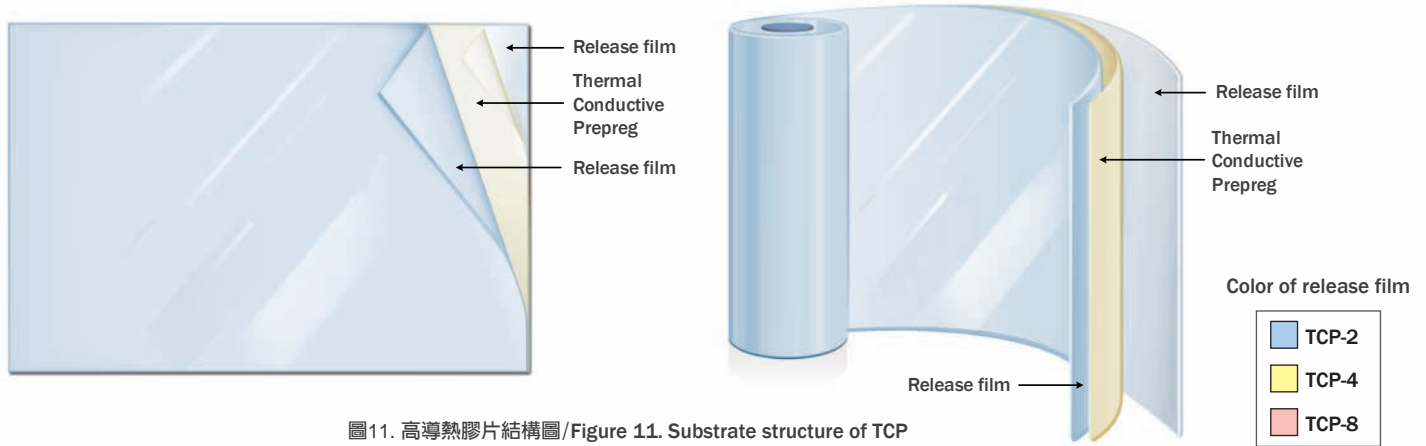 Release film
Thermal
Conductive
Prepreg
Release film
Release film
Thermal
Conductive
Prepreg
Release film
Color of release film
TCP-2
TCP-4
TCP-8
圖11. 高導熱膠片結構圖/Figure 11. Substrate structure of TCP